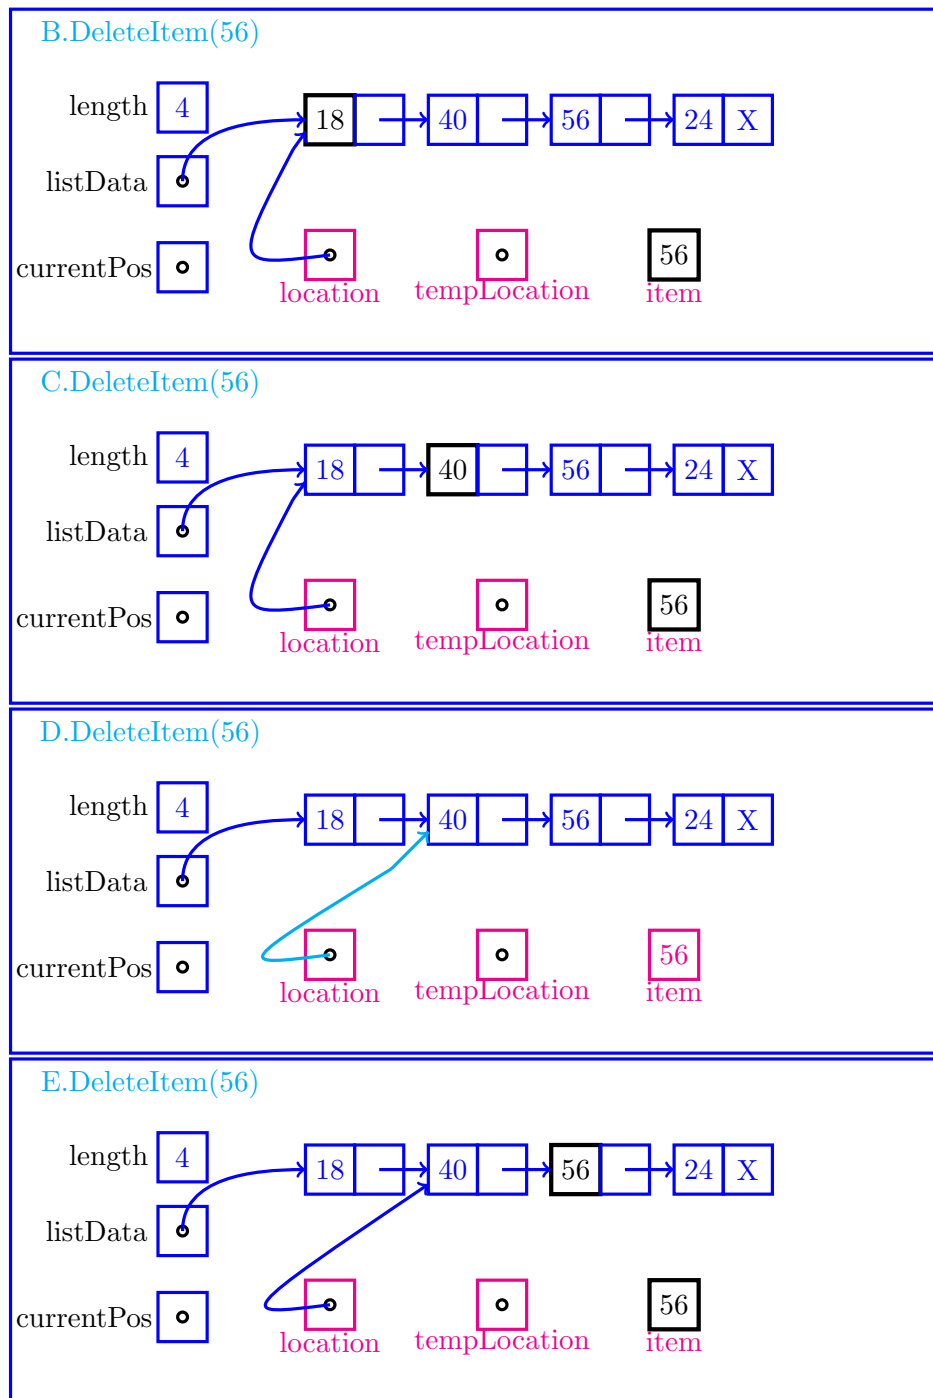 B.DeleteItem(56)
length 4 18 40 56 24 X
listData
currentPos 56
location tempLocation item
C.DeleteItem(56)
length 4 18 40 56 24 X
listData
currentPos 56
location tempLocation item
D.DeleteItem(56)
length 4 18 40 56 24 X
listData
currentPos 56
location tempLocation item
E.DeleteItem(56)
length 4 18 40 56 24 X
listData
currentPos 56
location tempLocation item